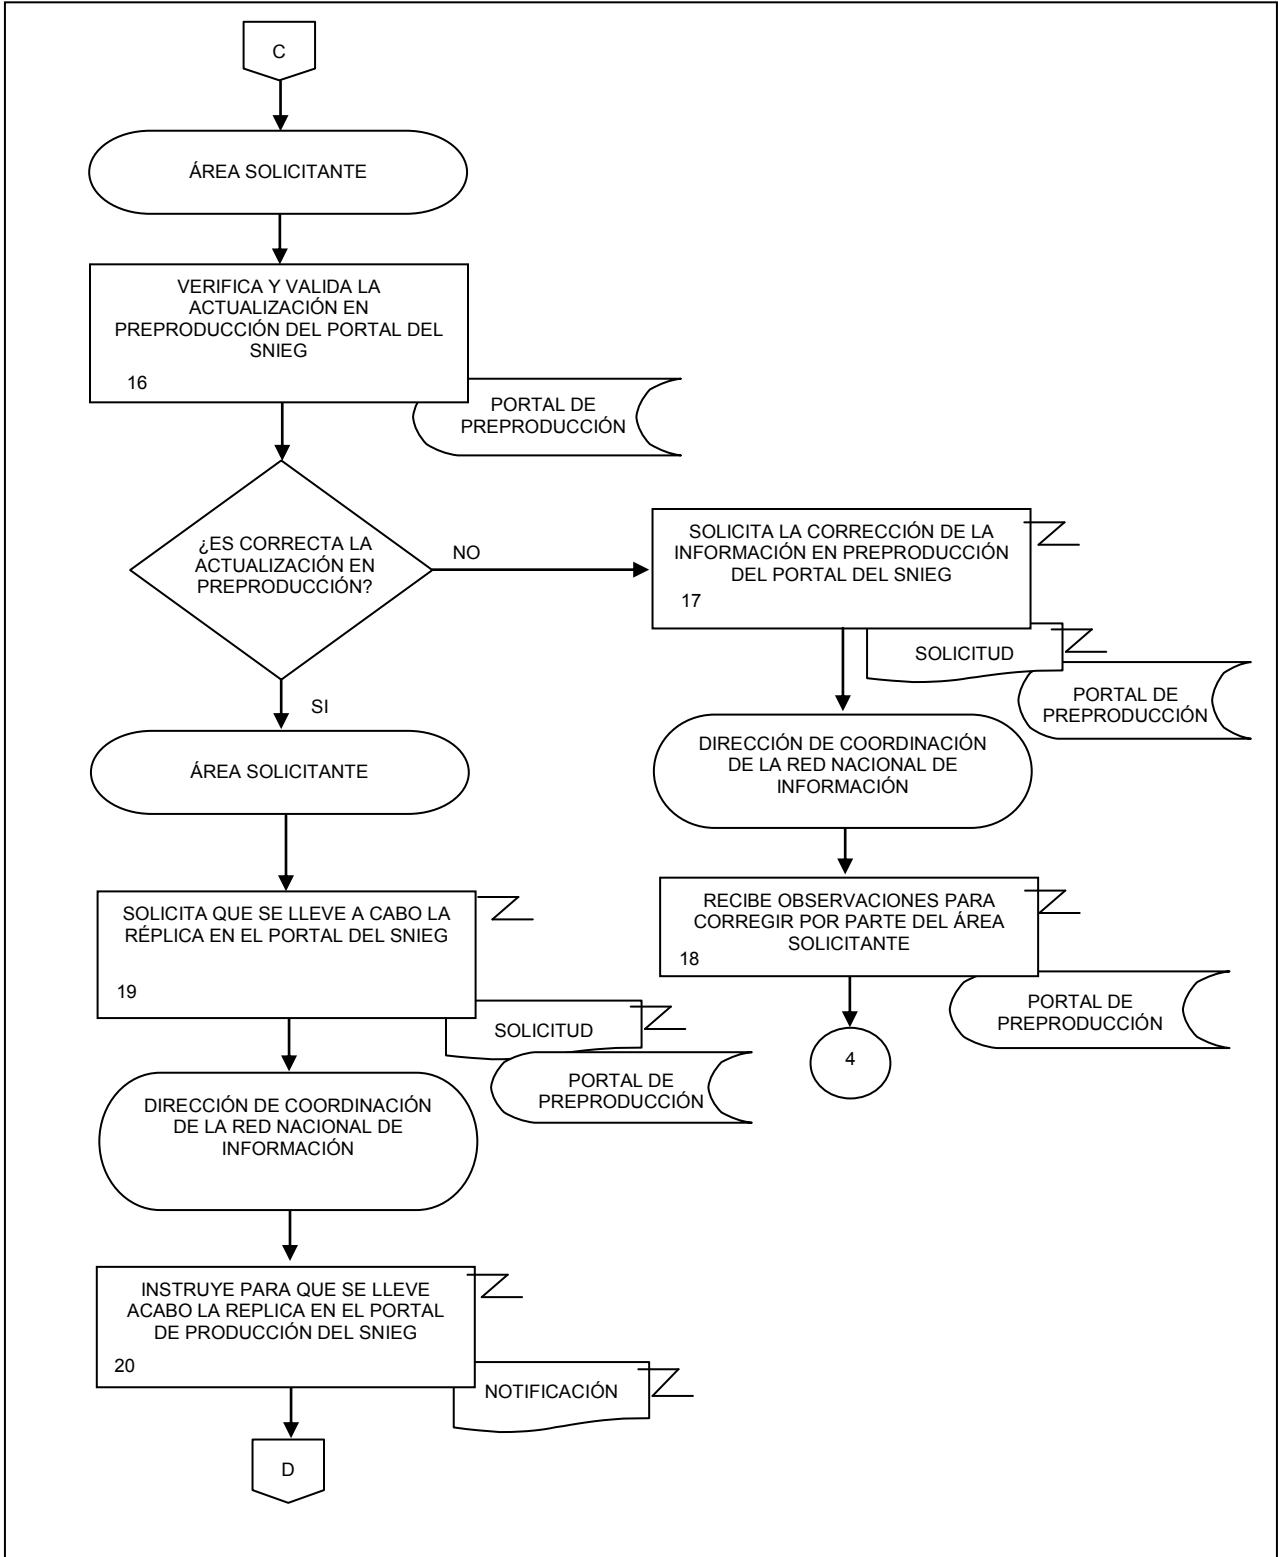 C
ÁREA SOLICITANTE
VERIFICA Y VALIDA LA
ACTUALIZACIÓN EN
PREPRODUCCIÓN DEL PORTAL DEL
SNIEG
16
PORTAL DE
PREPRODUCCIÓN
¿ES CORRECTA LA
ACTUALIZACIÓN EN
PREPRODUCCIÓN?
NO
SOLICITA LA CORRECCIÓN DE LA
INFORMACIÓN EN PREPRODUCCIÓN
DEL PORTAL DEL SNIEG
17
SOLICITUD
PORTAL DE
PREPRODUCCIÓN
DIRECCIÓN DE COORDINACIÓN
DE LA RED NACIONAL DE
INFORMACIÓN
RECIBE OBSERVACIONES PARA
CORREGIR POR PARTE DEL ÁREA
SOLICITANTE
18
PORTAL DE
PREPRODUCCIÓN
4
SI
ÁREA SOLICITANTE
SOLICITA QUE SE LLEVE A CABO LA
RÉPLICA EN EL PORTAL DEL SNIEG
19
SOLICITUD
PORTAL DE
PREPRODUCCIÓN
DIRECCIÓN DE COORDINACIÓN
DE LA RED NACIONAL DE
INFORMACIÓN
INSTRUYE PARA QUE SE LLEVE
ACABO LA REPLICA EN EL PORTAL
DE PRODUCCIÓN DEL SNIEG
20
NOTIFICACIÓN
D